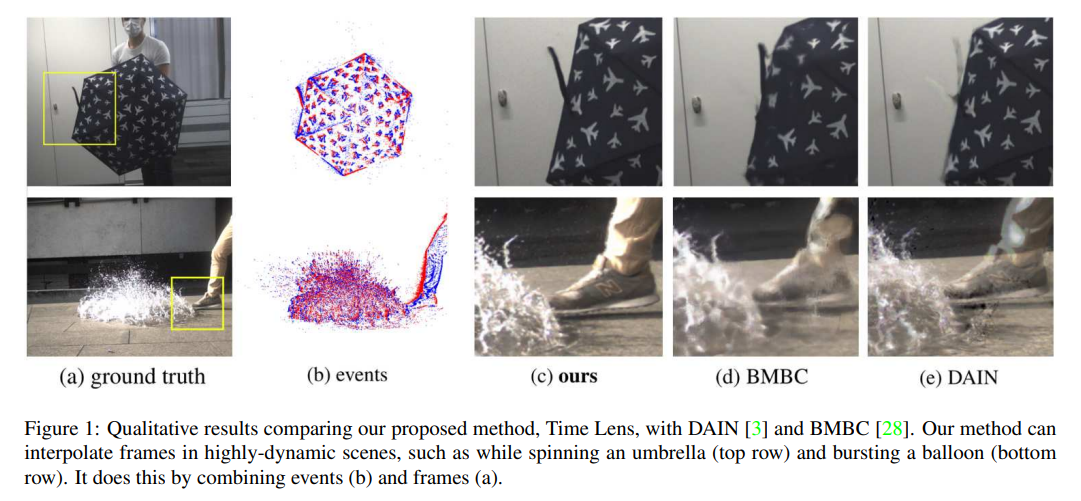 (a) ground truth
(b) events
(c) ours
(d) BMBC
(e) DAIN
Figure 1: Qualitative results comparing our proposed method, Time Lens, with DAIN [3] and BMBC [28]. Our method can
interpolate frames in highly-dynamic scenes, such as while spinning an umbrella (top row) and bursting a balloon (bottom
row). It does this by combining events (b) and frames (a).